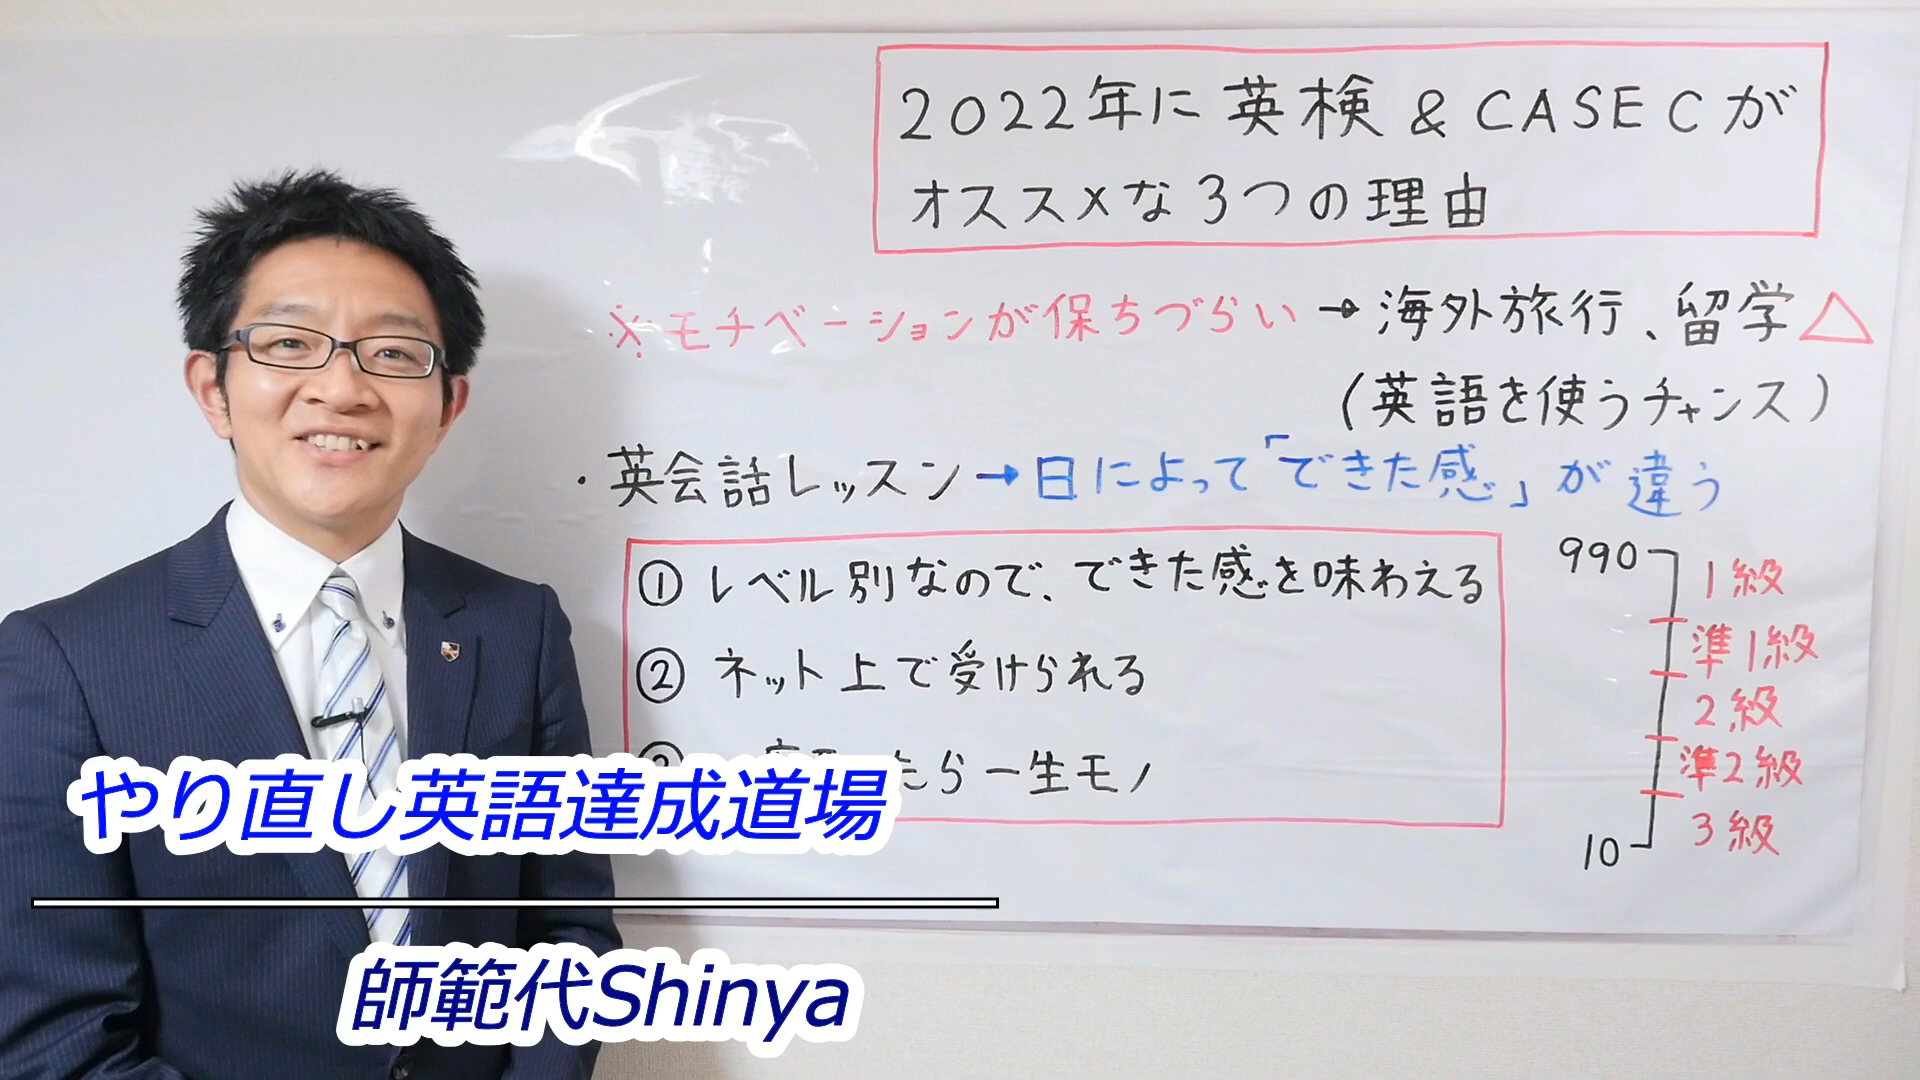 2022年に英検&CASECが
オススメな3つの理由
※モチベーションが保ちづらい→海外旅行、留学△
(英語を使うチャンス)
・英会話レッスン→日によって「できた感」が違う
① レベル別なので、できた感を味わえる
② ネット上で受けられる
たら一生モノ
990
1級
準1級
2級
準2級
3級
10
やり直し英語達成道場
師範代Shinya